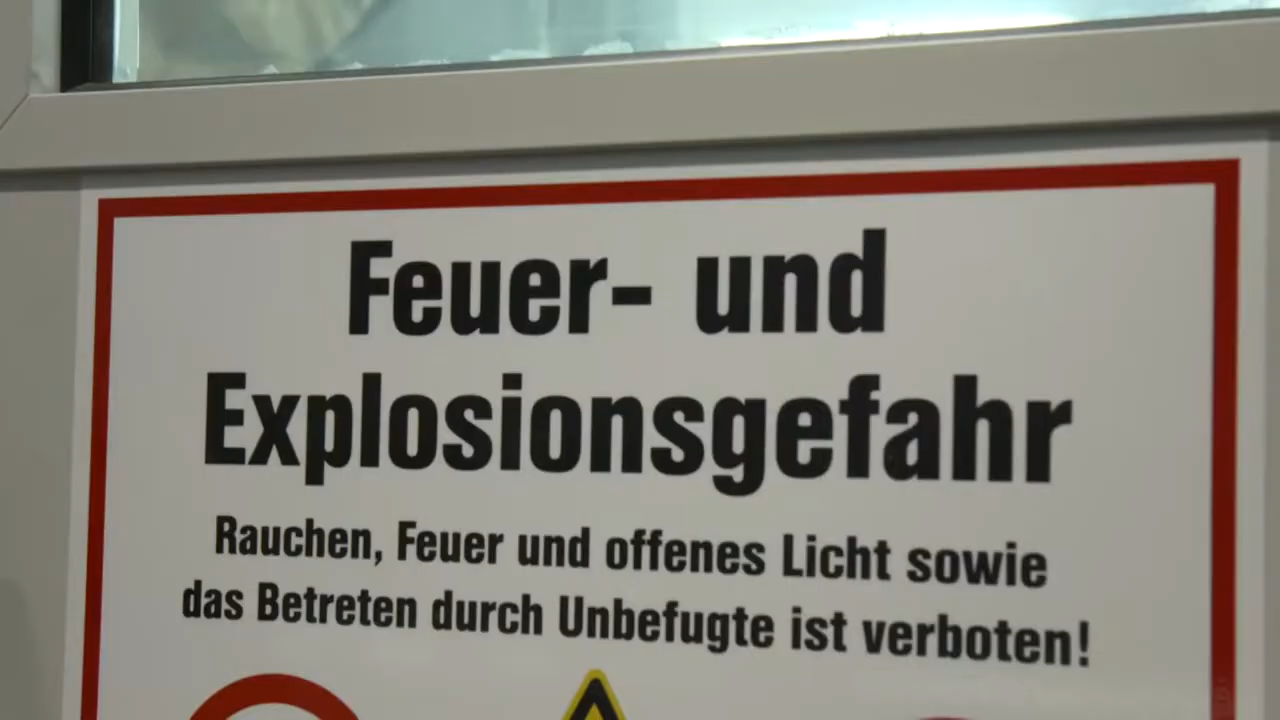 Feuer- und
Explosionsgefahr
Rauchen, Feuer und offenes Licht sowie
das Betreten durch Unbefugte ist verboten!